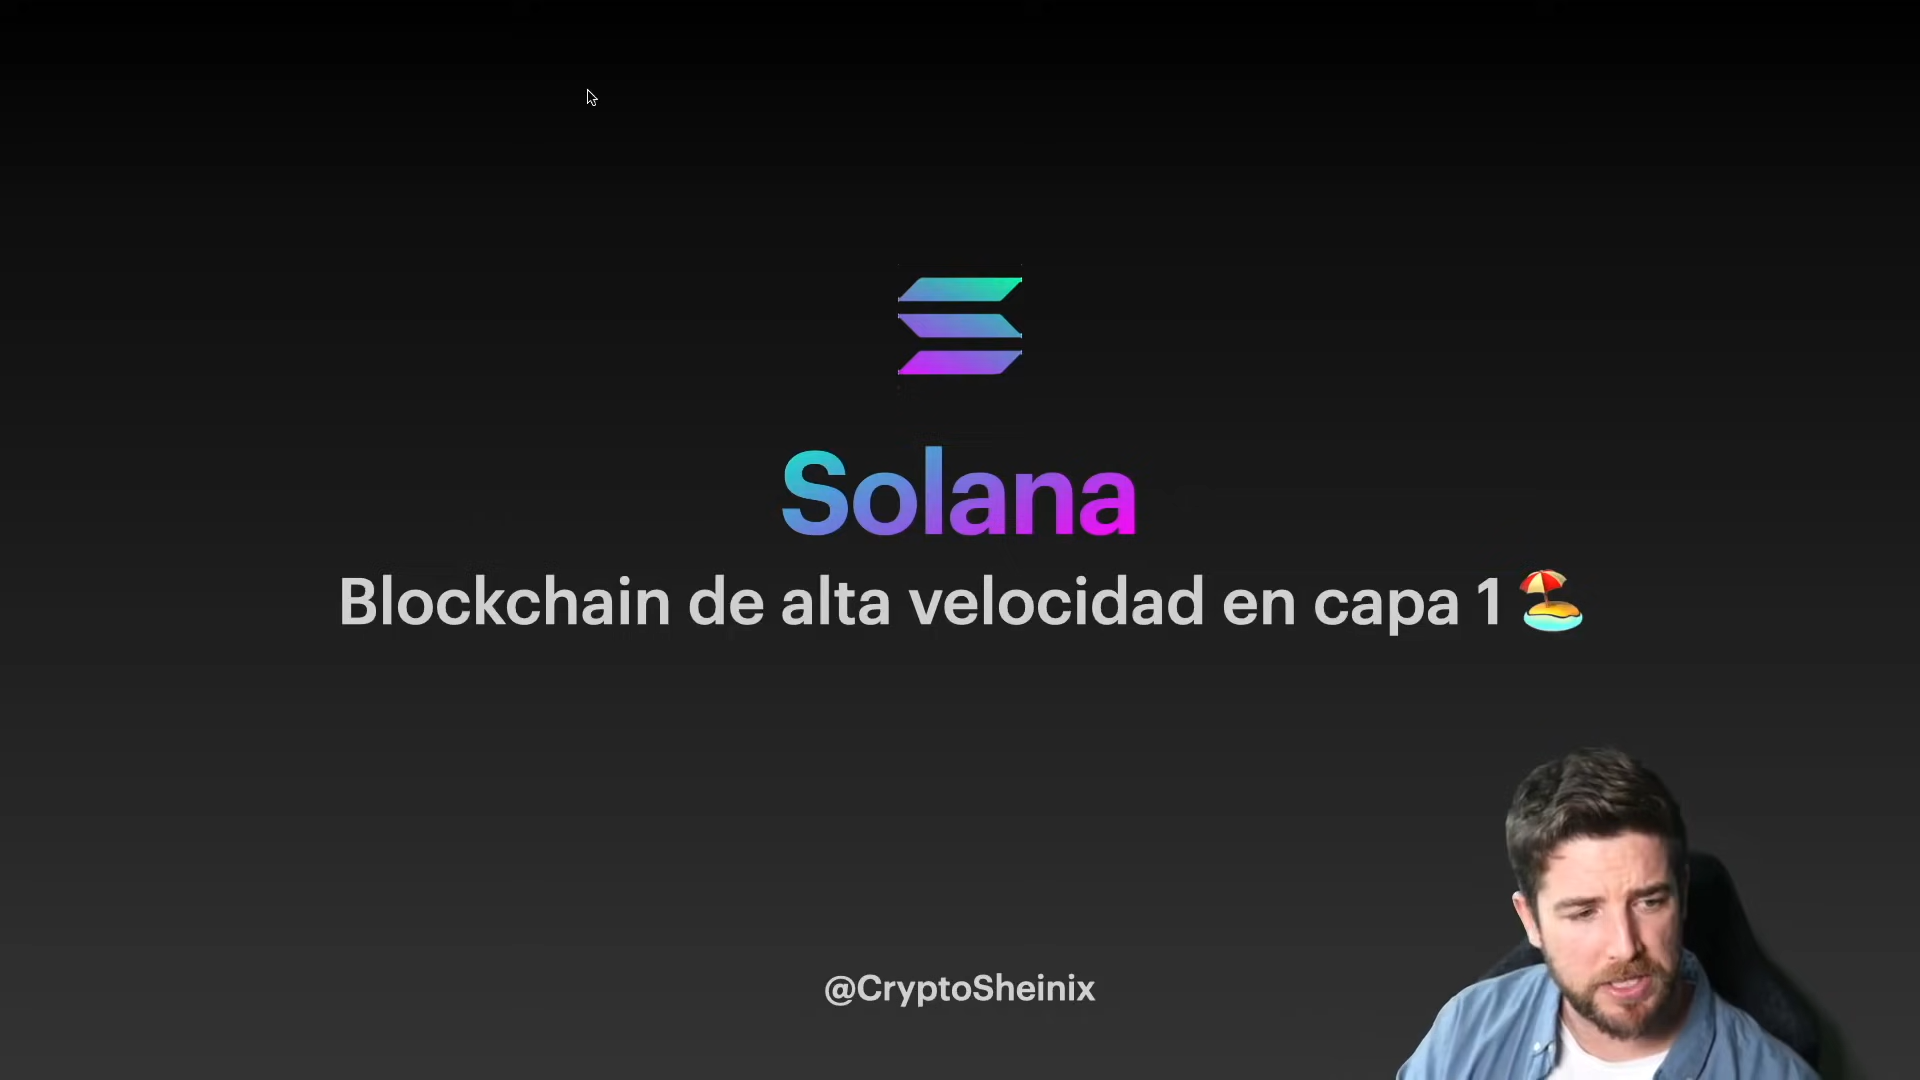 Solana
Blockchain de alta velocidad en capa 1 🏖️
@CryptoSheinix